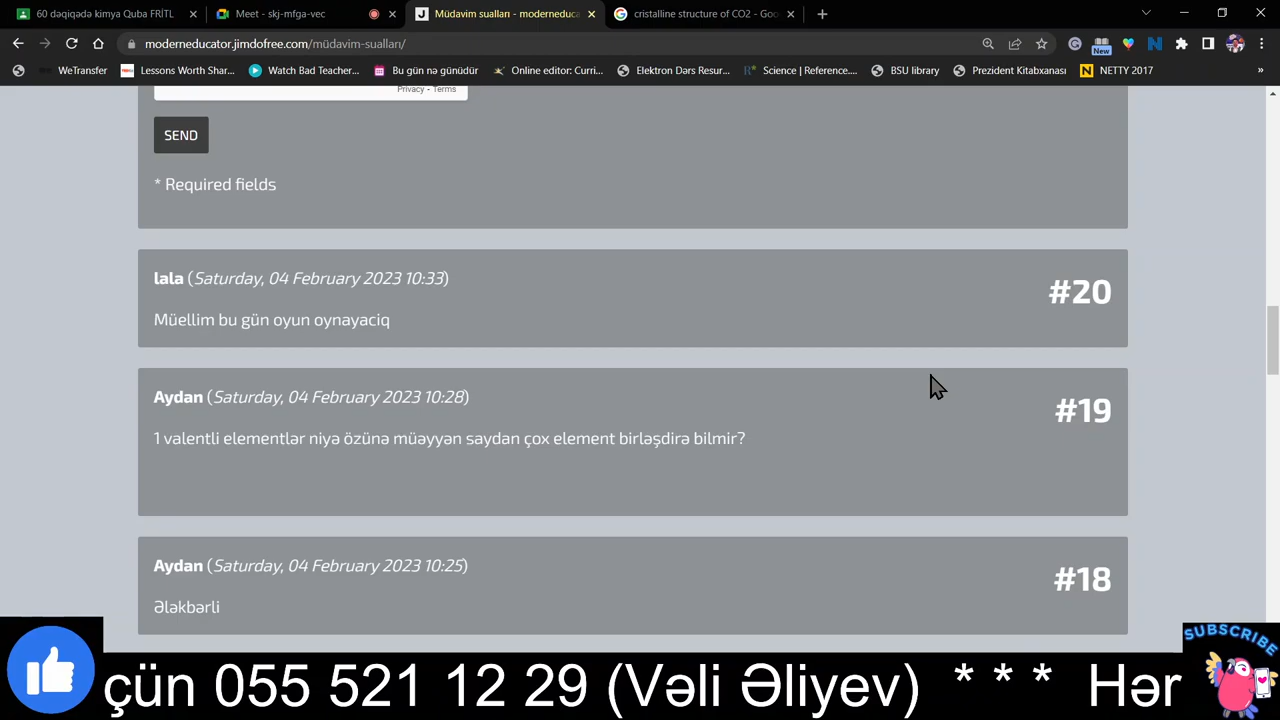 60 dəqiqədə kimya Quba FRİTL
Meet - skj-mfga-vec
Müdavim sualları - moderneduca
cristalline structure of CO2 - Goo
moderneducator.jimdofree.com/müdavim-sualları/
New
WeTransfer
Lessons Worth Shar...
Watch Bad Teacher...
Bu gün nə günüdür
Online editor: Curri...
Elektron Dərs Resur...
Science | Reference....
BSU library
Prezident Kitabxanası
NETTY 2017
»
Privacy - Terms
SEND
* Required fields
lala (Saturday, 04 February 2023 10:33)
#20
Müellim bu gün oyun oynayaciq
Aydan (Saturday, 04 February 2023 10:28)
#19
1 valentli elementlər niyə özünə müəyyən saydan çox element birləşdirə bilmir?
Aydan (Saturday, 04 February 2023 10:25)
#18
Ələkbərli
SUBSCRIBE
çün 055 521 12 29 (Vəli Əliyev) * * * Hər